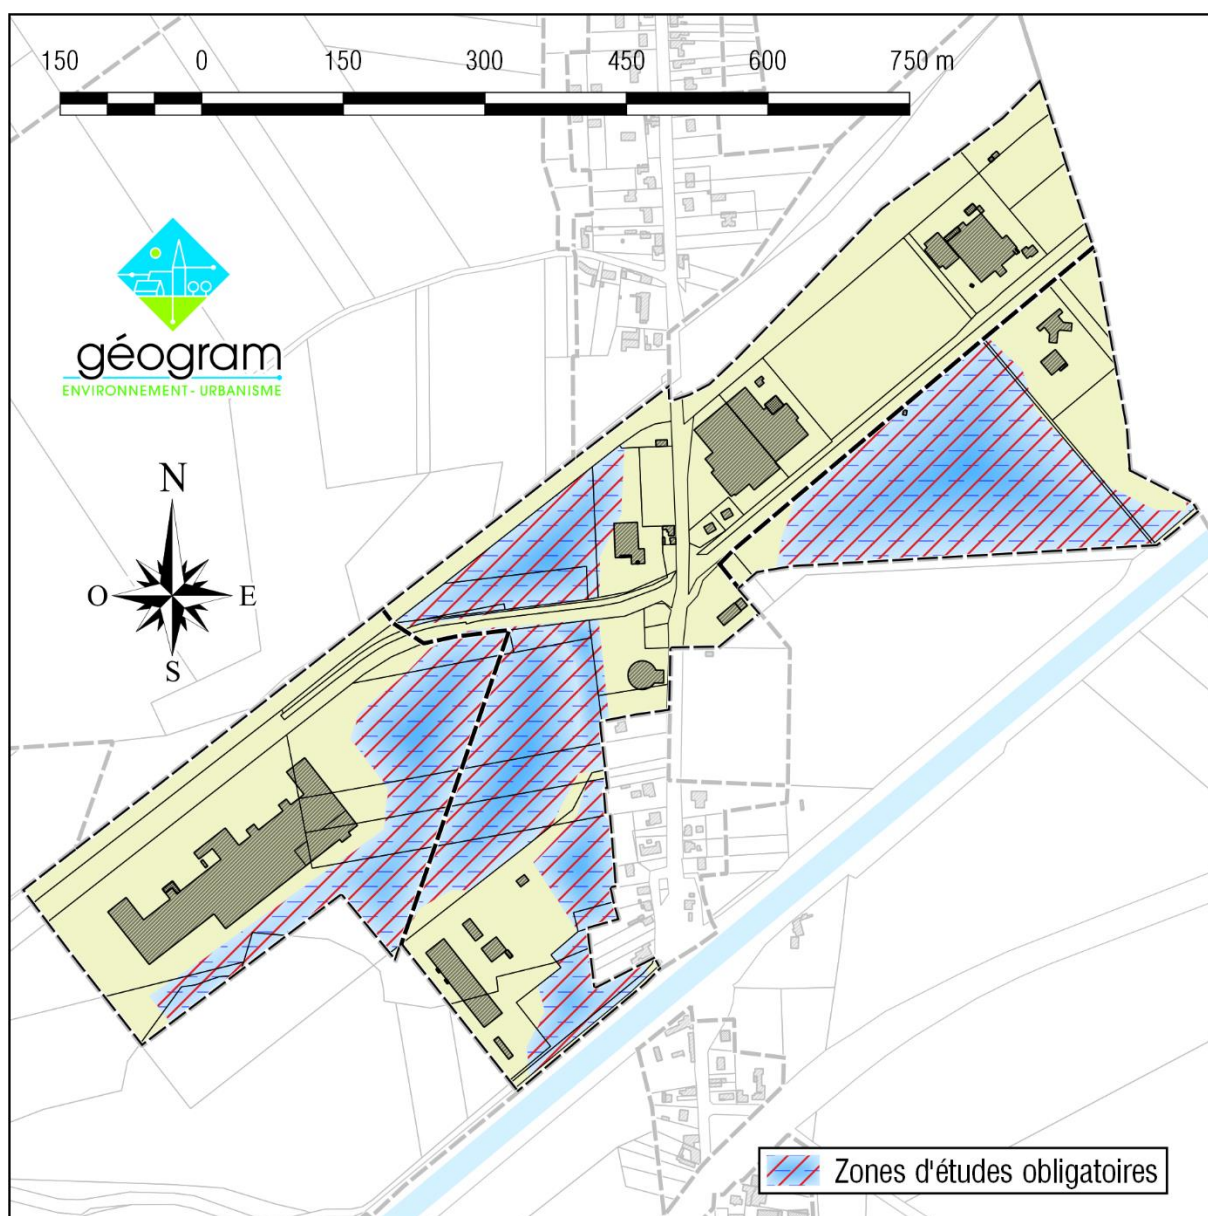 150 0 150 300 450 600 750 m
géogram
ENVIRONNEMENT - URBANISME
N
O E
S
Zones d'études obligatoires